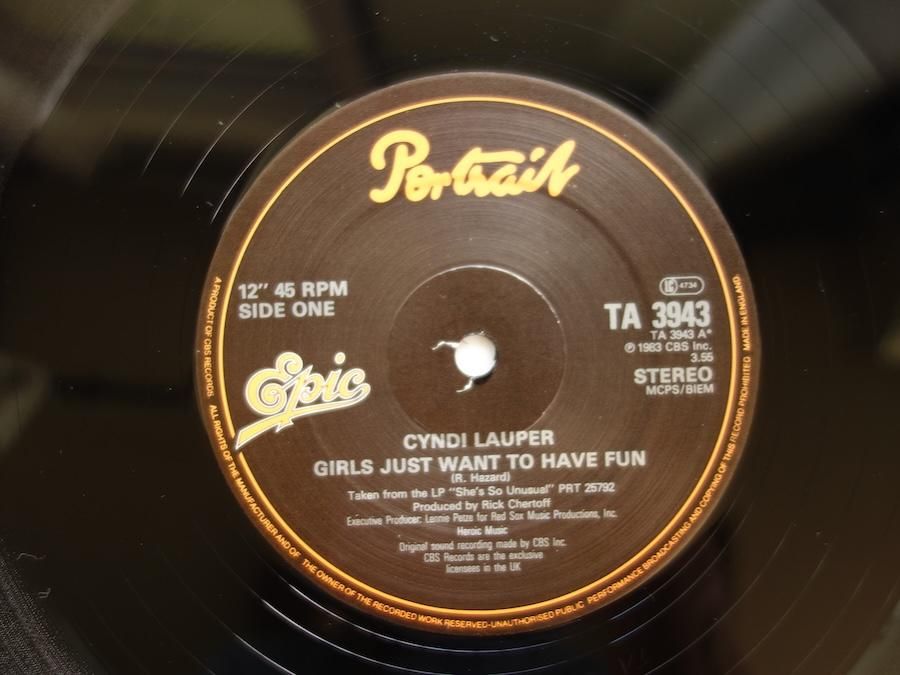 Portrait
12" 45 RPM
SIDE ONE
Epic
LC 4734
TA 3943
TA 3943 A*
℗ 1983 CBS Inc.
3.55
STEREO
MCPS/BIEM
CYNDI LAUPER
GIRLS JUST WANT TO HAVE FUN
(R. Hazard)
Taken from the LP "She's So Unusual" PRT 25792
Produced by Rick Chertoff
Executive Producer: Lennie Petze for Red Sox Music Productions, Inc.
Heroic Music
Original sound recording made by CBS Inc.
CBS Records are the exclusive
licensees in the UK
A PRODUCT OF CBS RECORDS. ALL RIGHTS OF THE MANUFACTURER AND OF THE OWNER OF THE RECORDED WORK RESERVED-UNAUTHORISED PUBLIC PERFORMANCE BROADCASTING AND COPYING OF THIS RECORD PROHIBITED MADE IN ENGLAND